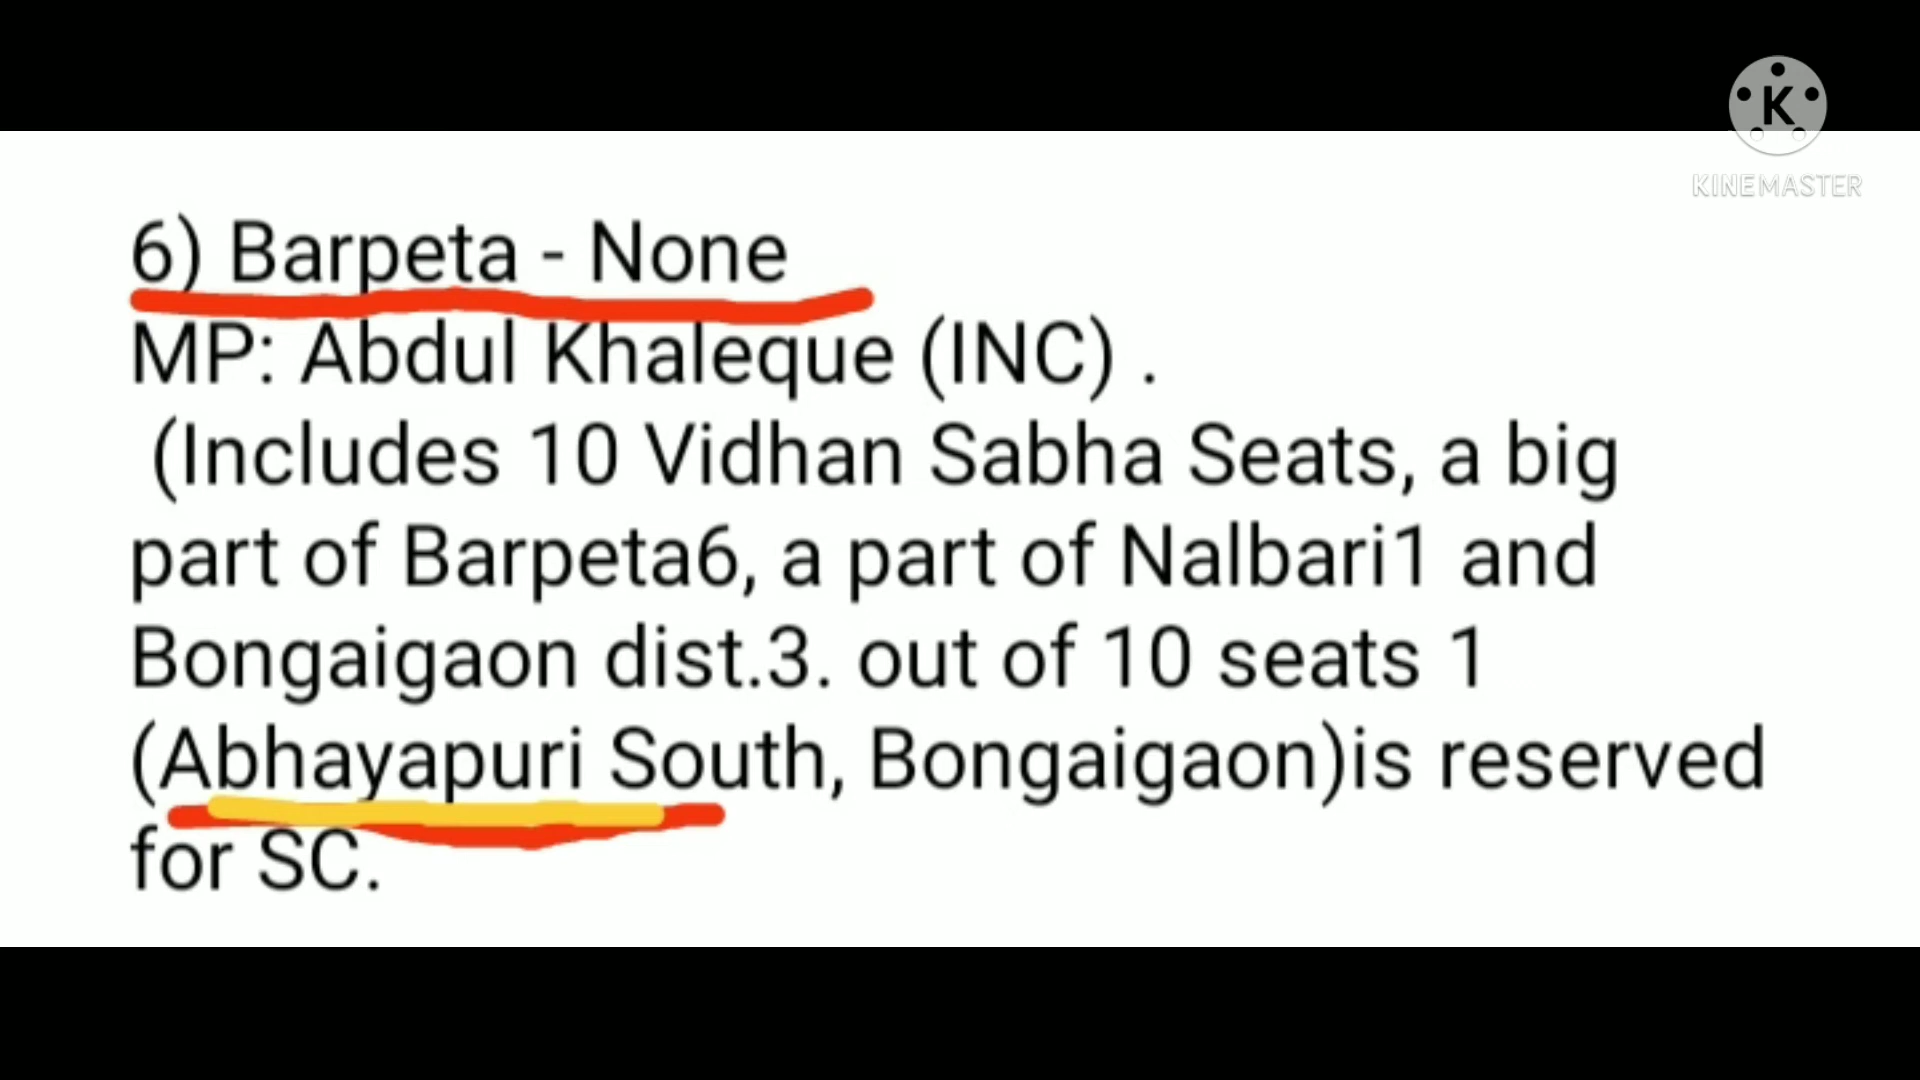 K
KINEMASTER
6) Barpeta - None
MP: Abdul Khaleque (INC) .
(Includes 10 Vidhan Sabha Seats, a big
part of Barpeta6, a part of Nalbari1 and
Bongaigaon dist.3. out of 10 seats 1
(Abhayapuri South, Bongaigaon)is reserved
for SC.